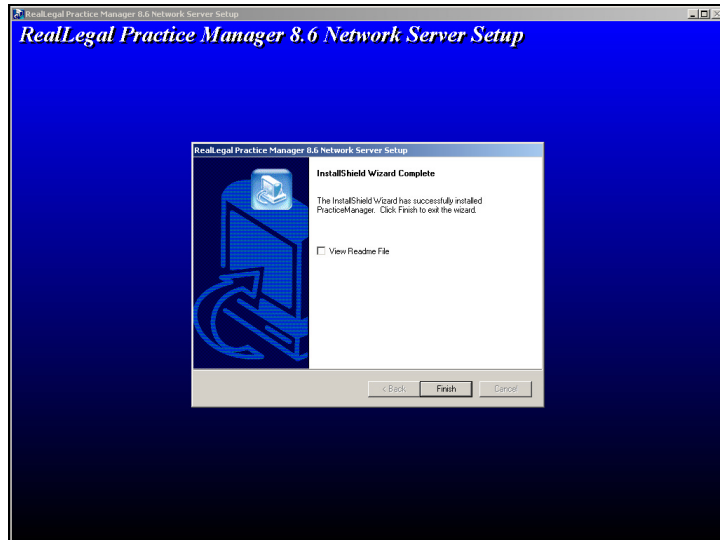 RealLegal Practice Manager 8.6 Network Server Setup
RealLegal Practice Manager 8.6 Network Server Setup
RealLegal Practice Manager 8.6 Network Server Setup
InstallShield Wizard Complete
The InstallShield Wizard has successfully installed
PracticeManager. Click Finish to exit the wizard.
View Readme File
< Back Finish Cancel